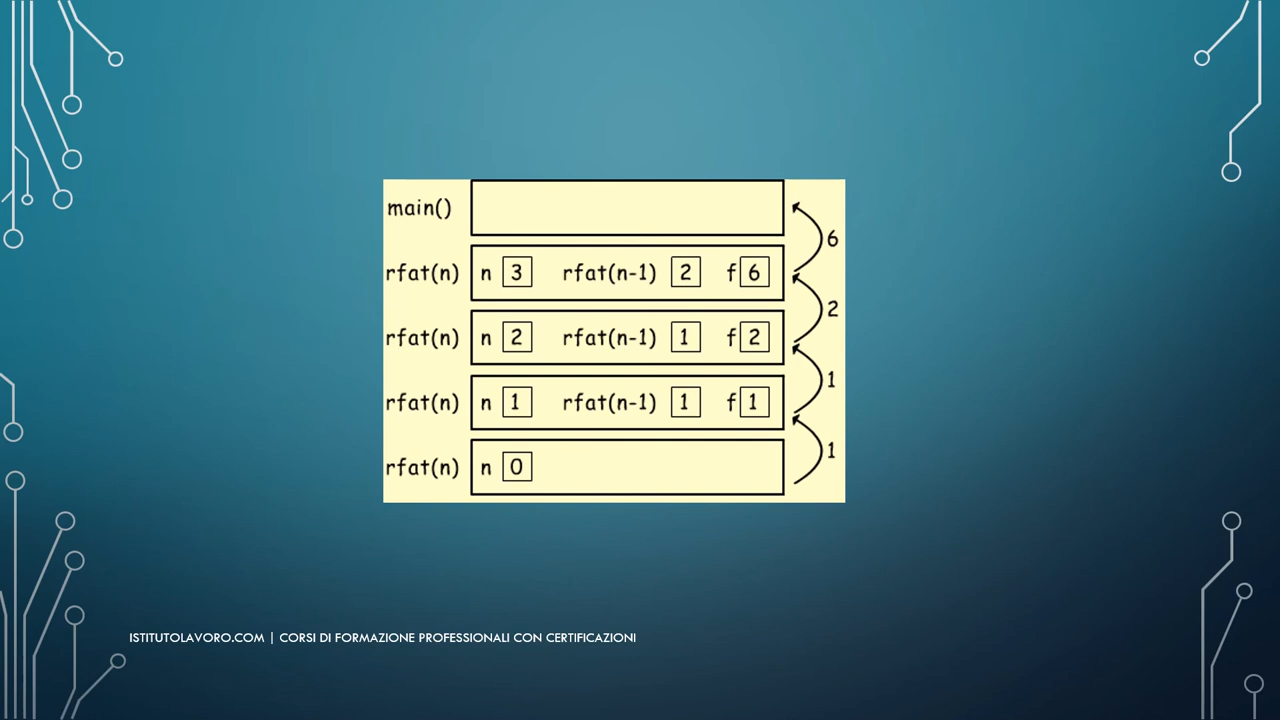 main()
6
rfat(n) n 3 rfat(n-1) 2 f 6
2
rfat(n) n 2 rfat(n-1) 1 f 2
1
rfat(n) n 1 rfat(n-1) 1 f 1
1
rfat(n) n 0
ISTITUTOLAVORO.COM | CORSI DI FORMAZIONE PROFESSIONALI CON CERTIFICAZIONI